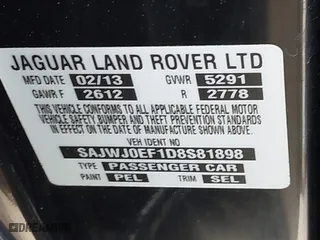 JAGUAR LAND ROVER LTD
MFD DATE 02/13 GVWR 5291
GAWR F 2612 R 2778
THIS VEHICLE CONFORMS TO ALL APPLICABLE FEDERAL MOTOR
VEHICLE SAFETY BUMPER AND THEFT PREVENTION STANDARDS
IN EFFECT ON THE DATE OF MANUFACTURE SHOWN ABOVE
VEH IDENT NO
SAJWJ0EF1D8S81898
TYPE PASSENGER CAR
PAINT PEL TRIM SEL